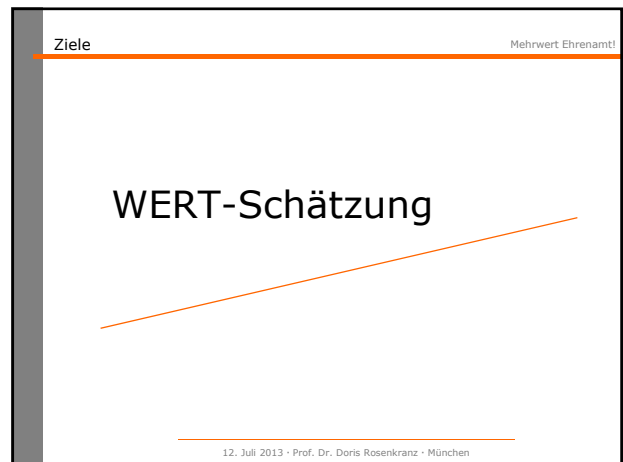 Ziele
Mehrwert Ehrenamt!
WERT-Schätzung
12. Juli 2013 · Prof. Dr. Doris Rosenkranz · München